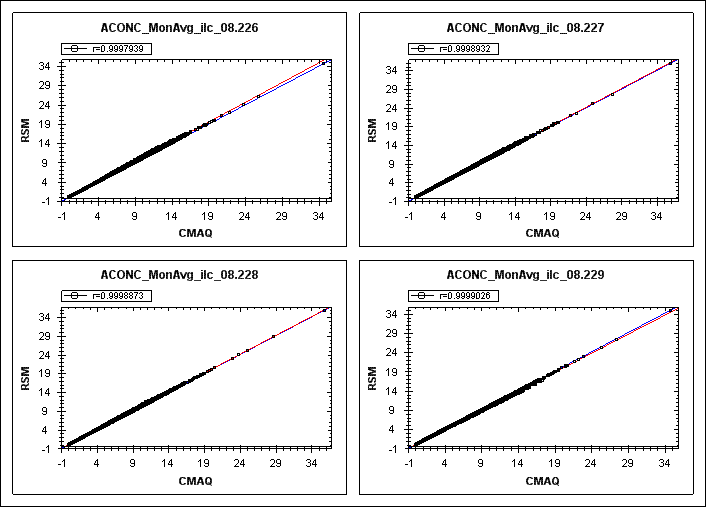 ACONC_MonAvg_ilc_08.226
r=0.9997939
34
29
24
19
14
9
4
-1
RSM
-1 4 9 14 19 24 29 34
CMAQ
ACONC_MonAvg_ilc_08.227
r=0.9998932
34
29
24
19
14
9
4
-1
RSM
-1 4 9 14 19 24 29 34
CMAQ
ACONC_MonAvg_ilc_08.228
r=0.9998873
34
29
24
19
14
9
4
-1
RSM
-1 4 9 14 19 24 29 34
CMAQ
ACONC_MonAvg_ilc_08.229
r=0.9999026
34
29
24
19
14
9
4
-1
RSM
-1 4 9 14 19 24 29 34
CMAQ